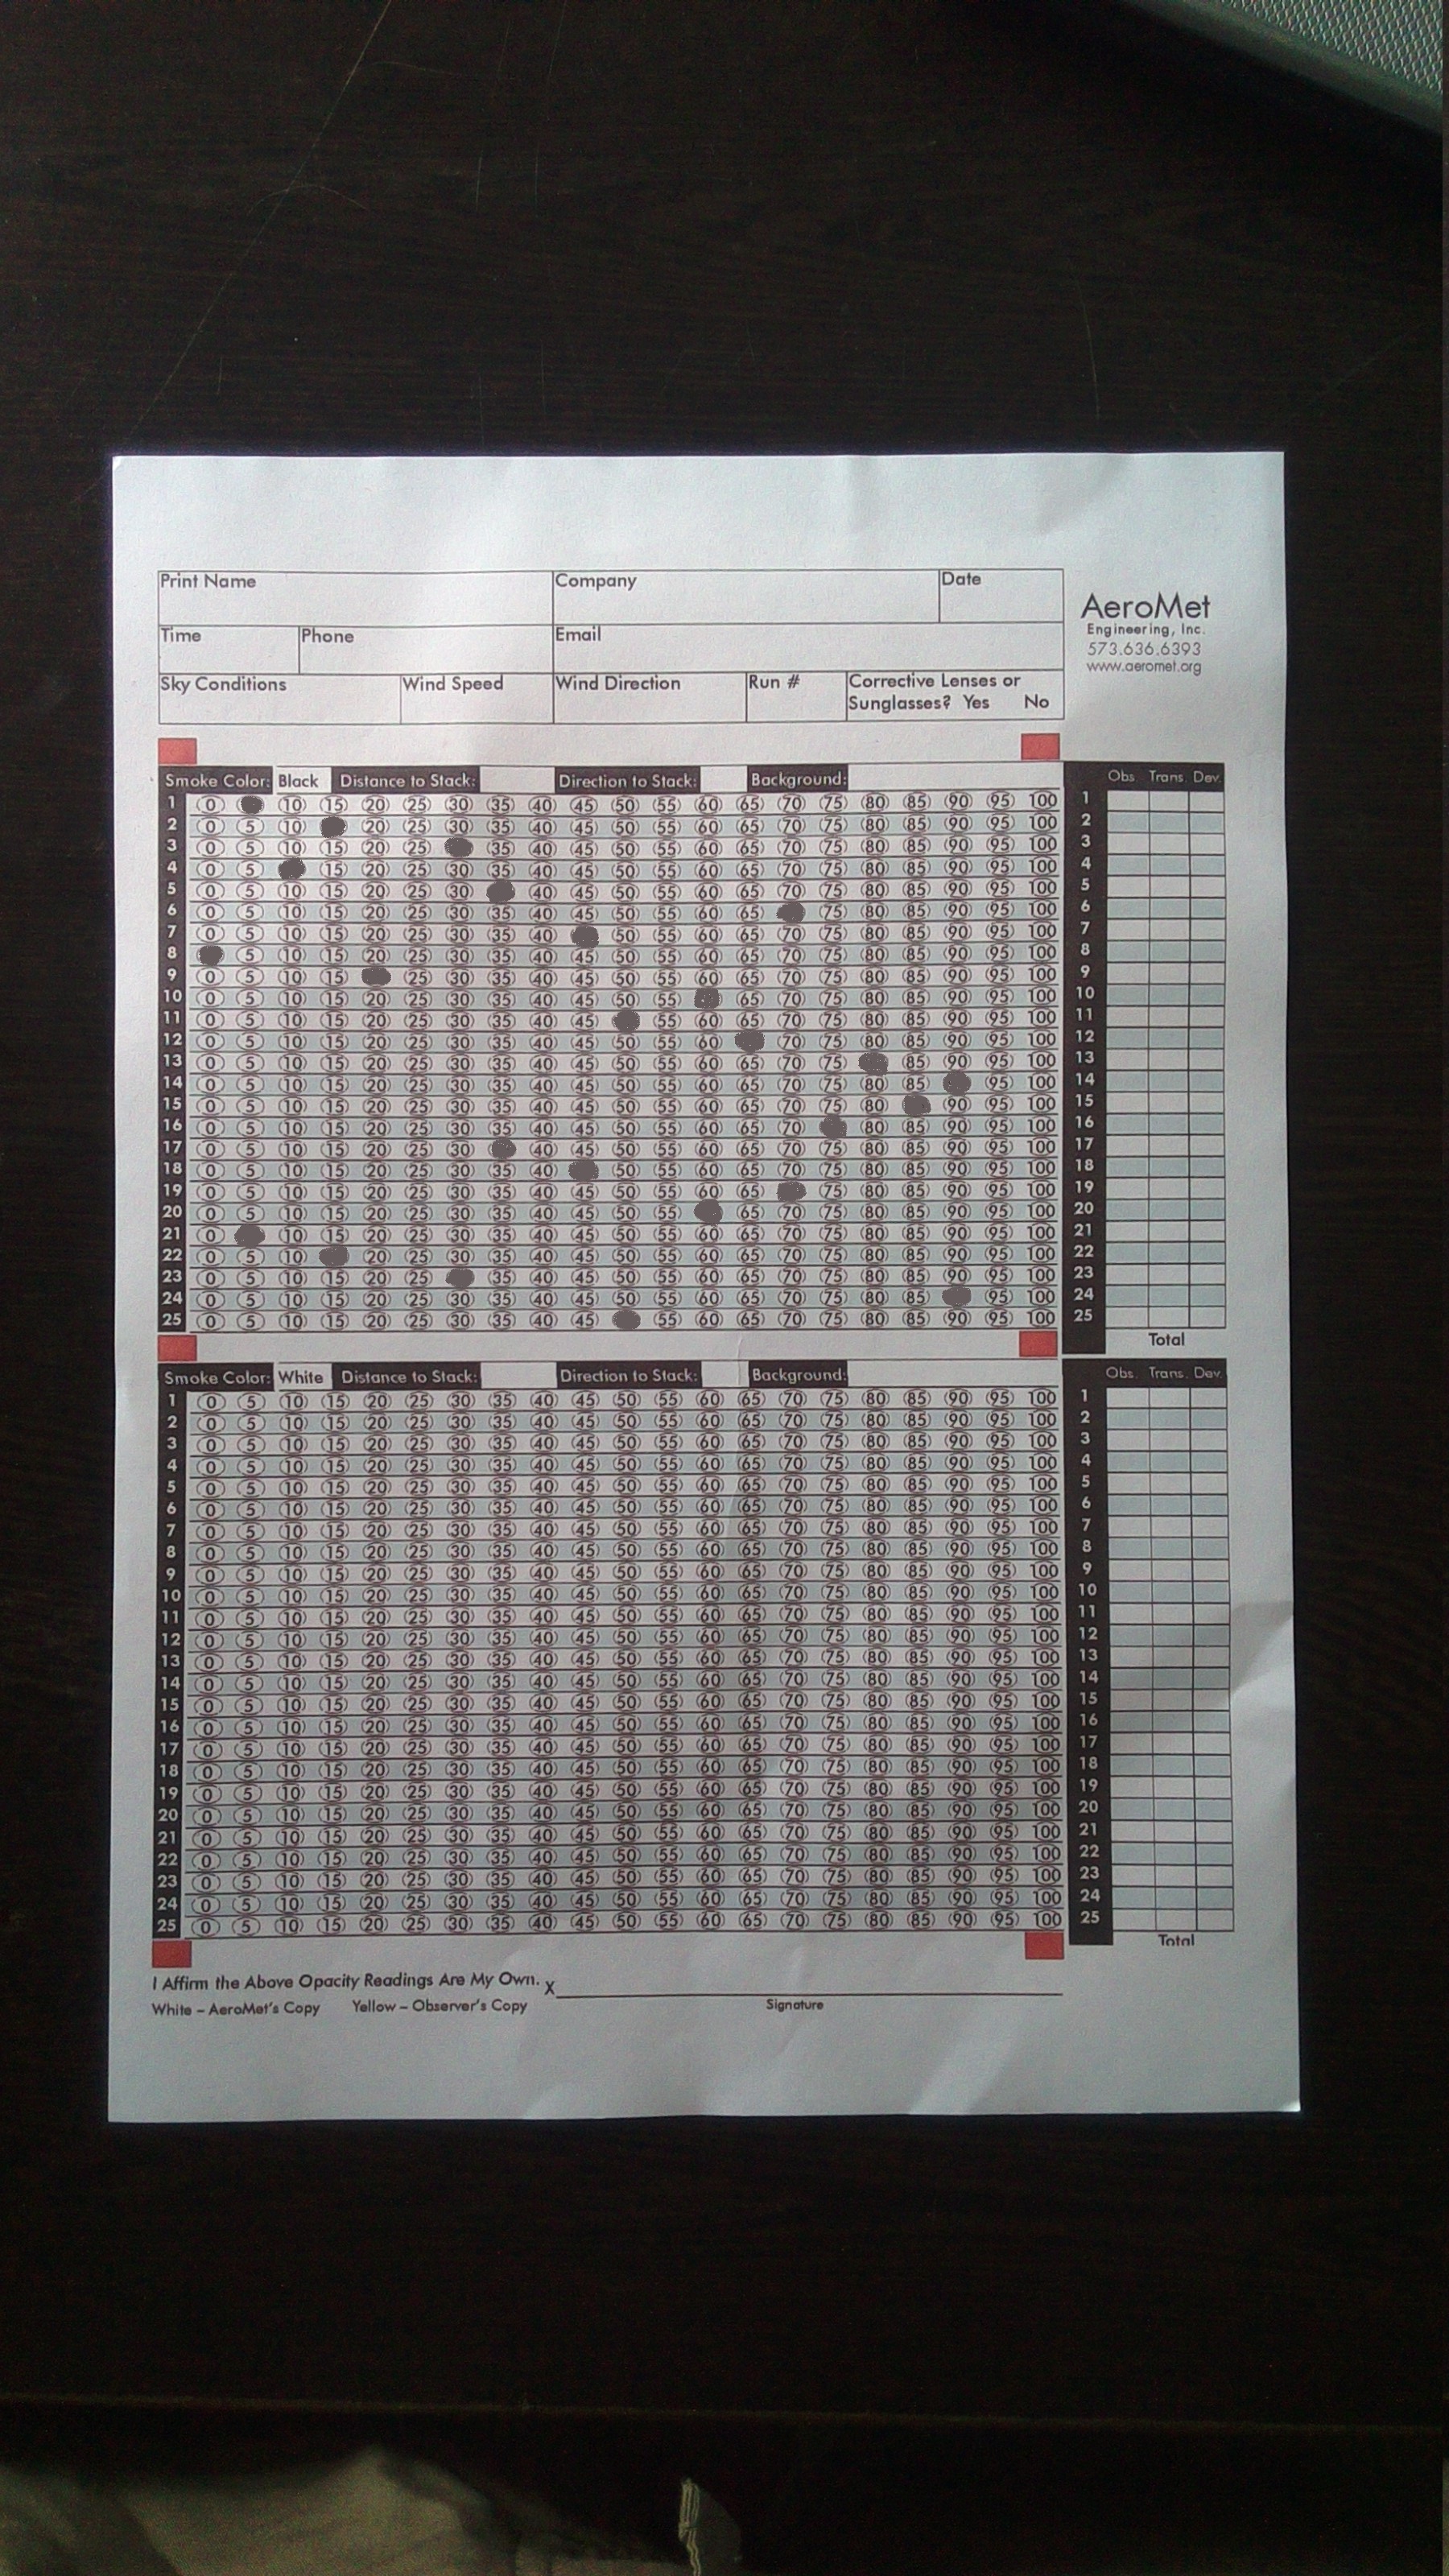 Print Name Company Date
AeroMet
Engineering, Inc.
573.636.6393
www.aeromet.org
Time Phone Email
Sky Conditions Wind Speed Wind Direction Run # Corrective Lenses or
Sunglasses? Yes No
Smoke Color: Black Distance to Stack: Direction to Stack: Background: Obs. Trans. Dev.
1 0 10 15 20 25 30 35 40 45 50 55 60 65 70 75 80 85 90 95 100 1
2 0 5 10 20 25 30 35 40 45 50 55 60 65 70 75 80 85 90 95 100 2
3 0 5 10 15 20 25 35 40 45 50 55 60 65 70 75 80 85 90 95 100 3
4 0 5 15 20 25 30 35 40 45 50 55 60 65 70 75 80 85 90 95 100 4
5 0 5 10 15 20 25 30 40 45 50 55 60 65 70 75 80 85 90 95 100 5
6 0 5 10 15 20 25 30 35 40 45 50 55 60 65 75 80 85 90 95 100 6
7 0 5 10 15 20 25 30 35 40 50 55 60 65 70 75 80 85 90 95 100 7
8 5 10 15 20 25 30 35 40 45 50 55 60 65 70 75 80 85 90 95 100 8
9 0 5 10 15 25 30 35 40 45 50 55 60 65 70 75 80 85 90 95 100 9
10 0 5 10 15 20 25 30 35 40 45 50 55 65 70 75 80 85 90 95 100 10
11 0 5 10 15 20 25 30 35 40 45 55 60 65 70 75 80 85 90 95 100 11
12 0 5 10 15 20 25 30 35 40 45 50 55 60 70 75 80 85 90 95 100 12
13 0 5 10 15 20 25 30 35 40 45 50 55 60 65 70 75 85 90 95 100 13
14 0 5 10 15 20 25 30 35 40 45 50 55 60 65 70 75 80 85 95 100 14
15 0 5 10 15 20 25 30 35 40 45 50 55 60 65 70 75 80 90 95 100 15
16 0 5 10 15 20 25 30 35 40 45 50 55 60 65 70 80 85 90 95 100 16
17 0 5 10 15 20 25 30 40 45 50 55 60 65 70 75 80 85 90 95 100 17
18 0 5 10 15 20 25 30 35 40 50 55 60 65 70 75 80 85 90 95 100 18
19 0 5 10 15 20 25 30 35 40 45 50 55 60 65 75 80 85 90 95 100 19
20 0 5 10 15 20 25 30 35 40 45 50 55 65 70 75 80 85 90 95 100 20
21 0 10 15 20 25 30 35 40 45 50 55 60 65 70 75 80 85 90 95 100 21
22 0 5 10 20 25 30 35 40 45 50 55 60 65 70 75 80 85 90 95 100 22
23 0 5 10 15 20 25 35 40 45 50 55 60 65 70 75 80 85 90 95 100 23
24 0 5 10 15 20 25 30 35 40 45 50 55 60 65 70 75 80 85 95 100 24
25 0 5 10 15 20 25 30 35 40 45 55 60 65 70 75 80 85 90 95 100 25
Total
Smoke Color: White Distance to Stack: Direction to Stack: Background: Obs. Trans. Dev.
1 0 5 10 15 20 25 30 35 40 45 50 55 60 65 70 75 80 85 90 95 100 1
2 0 5 10 15 20 25 30 35 40 45 50 55 60 65 70 75 80 85 90 95 100 2
3 0 5 10 15 20 25 30 35 40 45 50 55 60 65 70 75 80 85 90 95 100 3
4 0 5 10 15 20 25 30 35 40 45 50 55 60 65 70 75 80 85 90 95 100 4
5 0 5 10 15 20 25 30 35 40 45 50 55 60 65 70 75 80 85 90 95 100 5
6 0 5 10 15 20 25 30 35 40 45 50 55 60 65 70 75 80 85 90 95 100 6
7 0 5 10 15 20 25 30 35 40 45 50 55 60 65 70 75 80 85 90 95 100 7
8 0 5 10 15 20 25 30 35 40 45 50 55 60 65 70 75 80 85 90 95 100 8
9 0 5 10 15 20 25 30 35 40 45 50 55 60 65 70 75 80 85 90 95 100 9
10 0 5 10 15 20 25 30 35 40 45 50 55 60 65 70 75 80 85 90 95 100 10
11 0 5 10 15 20 25 30 35 40 45 50 55 60 65 70 75 80 85 90 95 100 11
12 0 5 10 15 20 25 30 35 40 45 50 55 60 65 70 75 80 85 90 95 100 12
13 0 5 10 15 20 25 30 35 40 45 50 55 60 65 70 75 80 85 90 95 100 13
14 0 5 10 15 20 25 30 35 40 45 50 55 60 65 70 75 80 85 90 95 100 14
15 0 5 10 15 20 25 30 35 40 45 50 55 60 65 70 75 80 85 90 95 100 15
16 0 5 10 15 20 25 30 35 40 45 50 55 60 65 70 75 80 85 90 95 100 16
17 0 5 10 15 20 25 30 35 40 45 50 55 60 65 70 75 80 85 90 95 100 17
18 0 5 10 15 20 25 30 35 40 45 50 55 60 65 70 75 80 85 90 95 100 18
19 0 5 10 15 20 25 30 35 40 45 50 55 60 65 70 75 80 85 90 95 100 19
20 0 5 10 15 20 25 30 35 40 45 50 55 60 65 70 75 80 85 90 95 100 20
21 0 5 10 15 20 25 30 35 40 45 50 55 60 65 70 75 80 85 90 95 100 21
22 0 5 10 15 20 25 30 35 40 45 50 55 60 65 70 75 80 85 90 95 100 22
23 0 5 10 15 20 25 30 35 40 45 50 55 60 65 70 75 80 85 90 95 100 23
24 0 5 10 15 20 25 30 35 40 45 50 55 60 65 70 75 80 85 90 95 100 24
25 0 5 10 15 20 25 30 35 40 45 50 55 60 65 70 75 80 85 90 95 100 25
Total
I Affirm the Above Opacity Readings Are My Own. X
White – AeroMet's Copy Yellow – Observer's Copy Signature